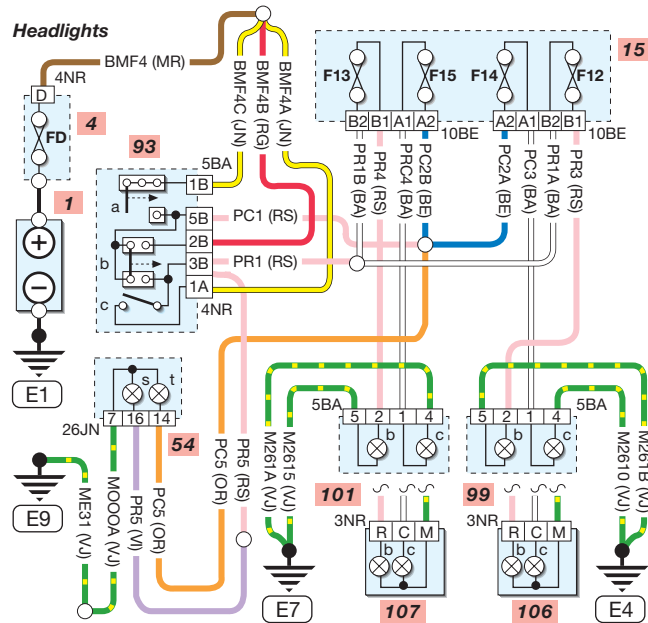 Headlights
BMF4 (MR)
4NR
D
FD
4
1
E1
93
5BA
1B
5B
2B
3B
1A
4NR
a
b
c
BMF4C (JN)
BMF4B (RG)
BMF4A (JN)
PC1 (RS)
PR1 (RS)
15
F13
F15
F14
F12
B2 B1 A1 A2
10BE
A2 A1 B2 B1
10BE
PR1B (BA)
PR4 (RS)
PRC4 (BA)
PC2B (BE)
PC2A (BE)
PC3 (BA)
PR1A (BA)
PR3 (RS)
s t
7 16 14
26JN
54
E9
ME31 (VJ)
MOOOA (VJ)
PR5 (VI)
PC5 (OR)
PC5 (OR)
PR5 (RS)
M261A (VJ)
M2615 (VJ)
E7
5BA
5 2 1 4
b c
101
3NR
R C M
b c
107
5 2 1 4
5BA
b c
99
3NR
R C M
b c
106
M2610 (VJ)
M261B (VJ)
E4